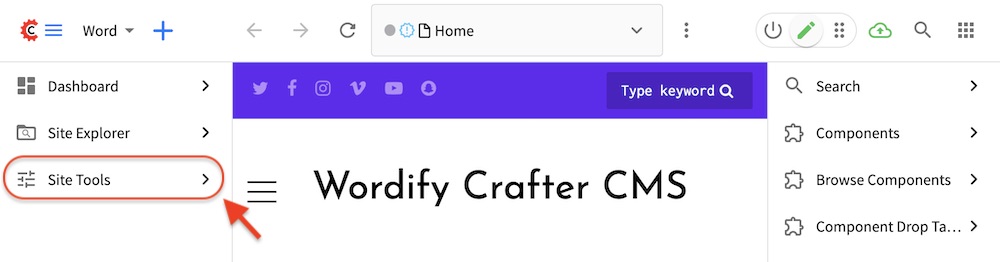 C
Word
Home
Dashboard
Site Explorer
Site Tools
Type keyword
Wordify Crafter CMS
Search
Components
Browse Components
Component Drop Ta...